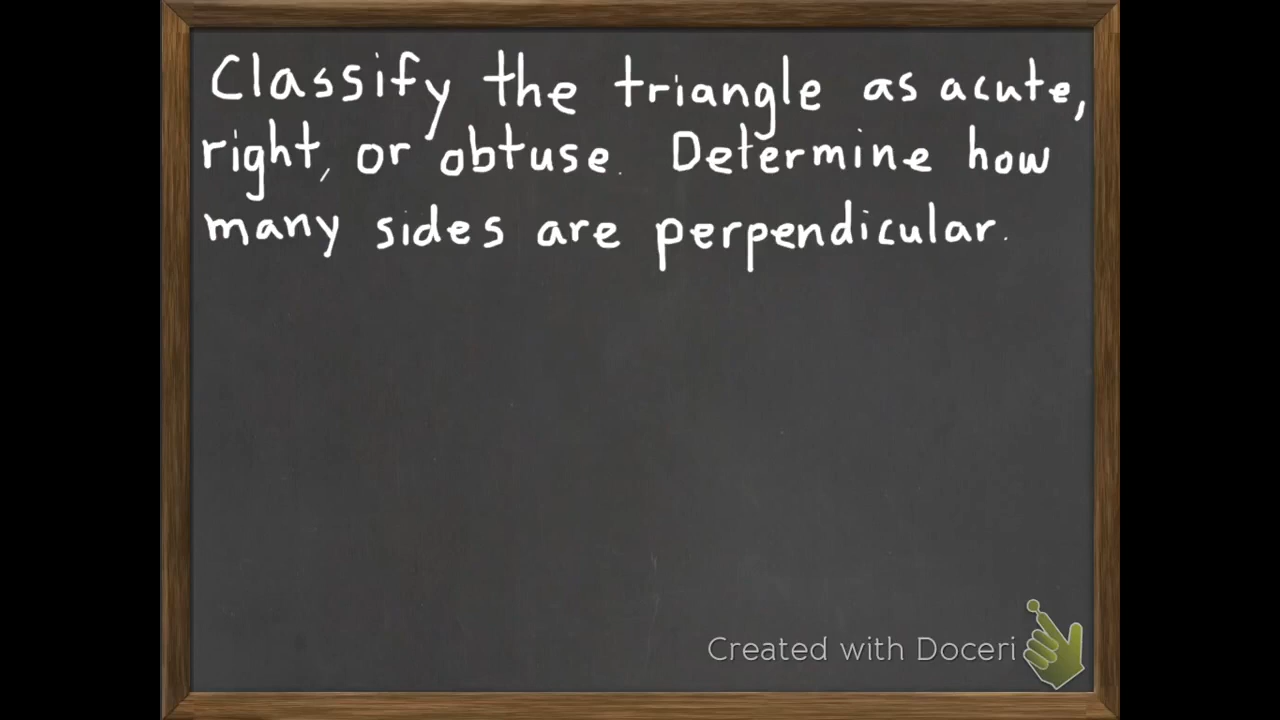 Classify the triangle as acute,
right, or obtuse. Determine how
many sides are perpendicular.
Created with Doceri